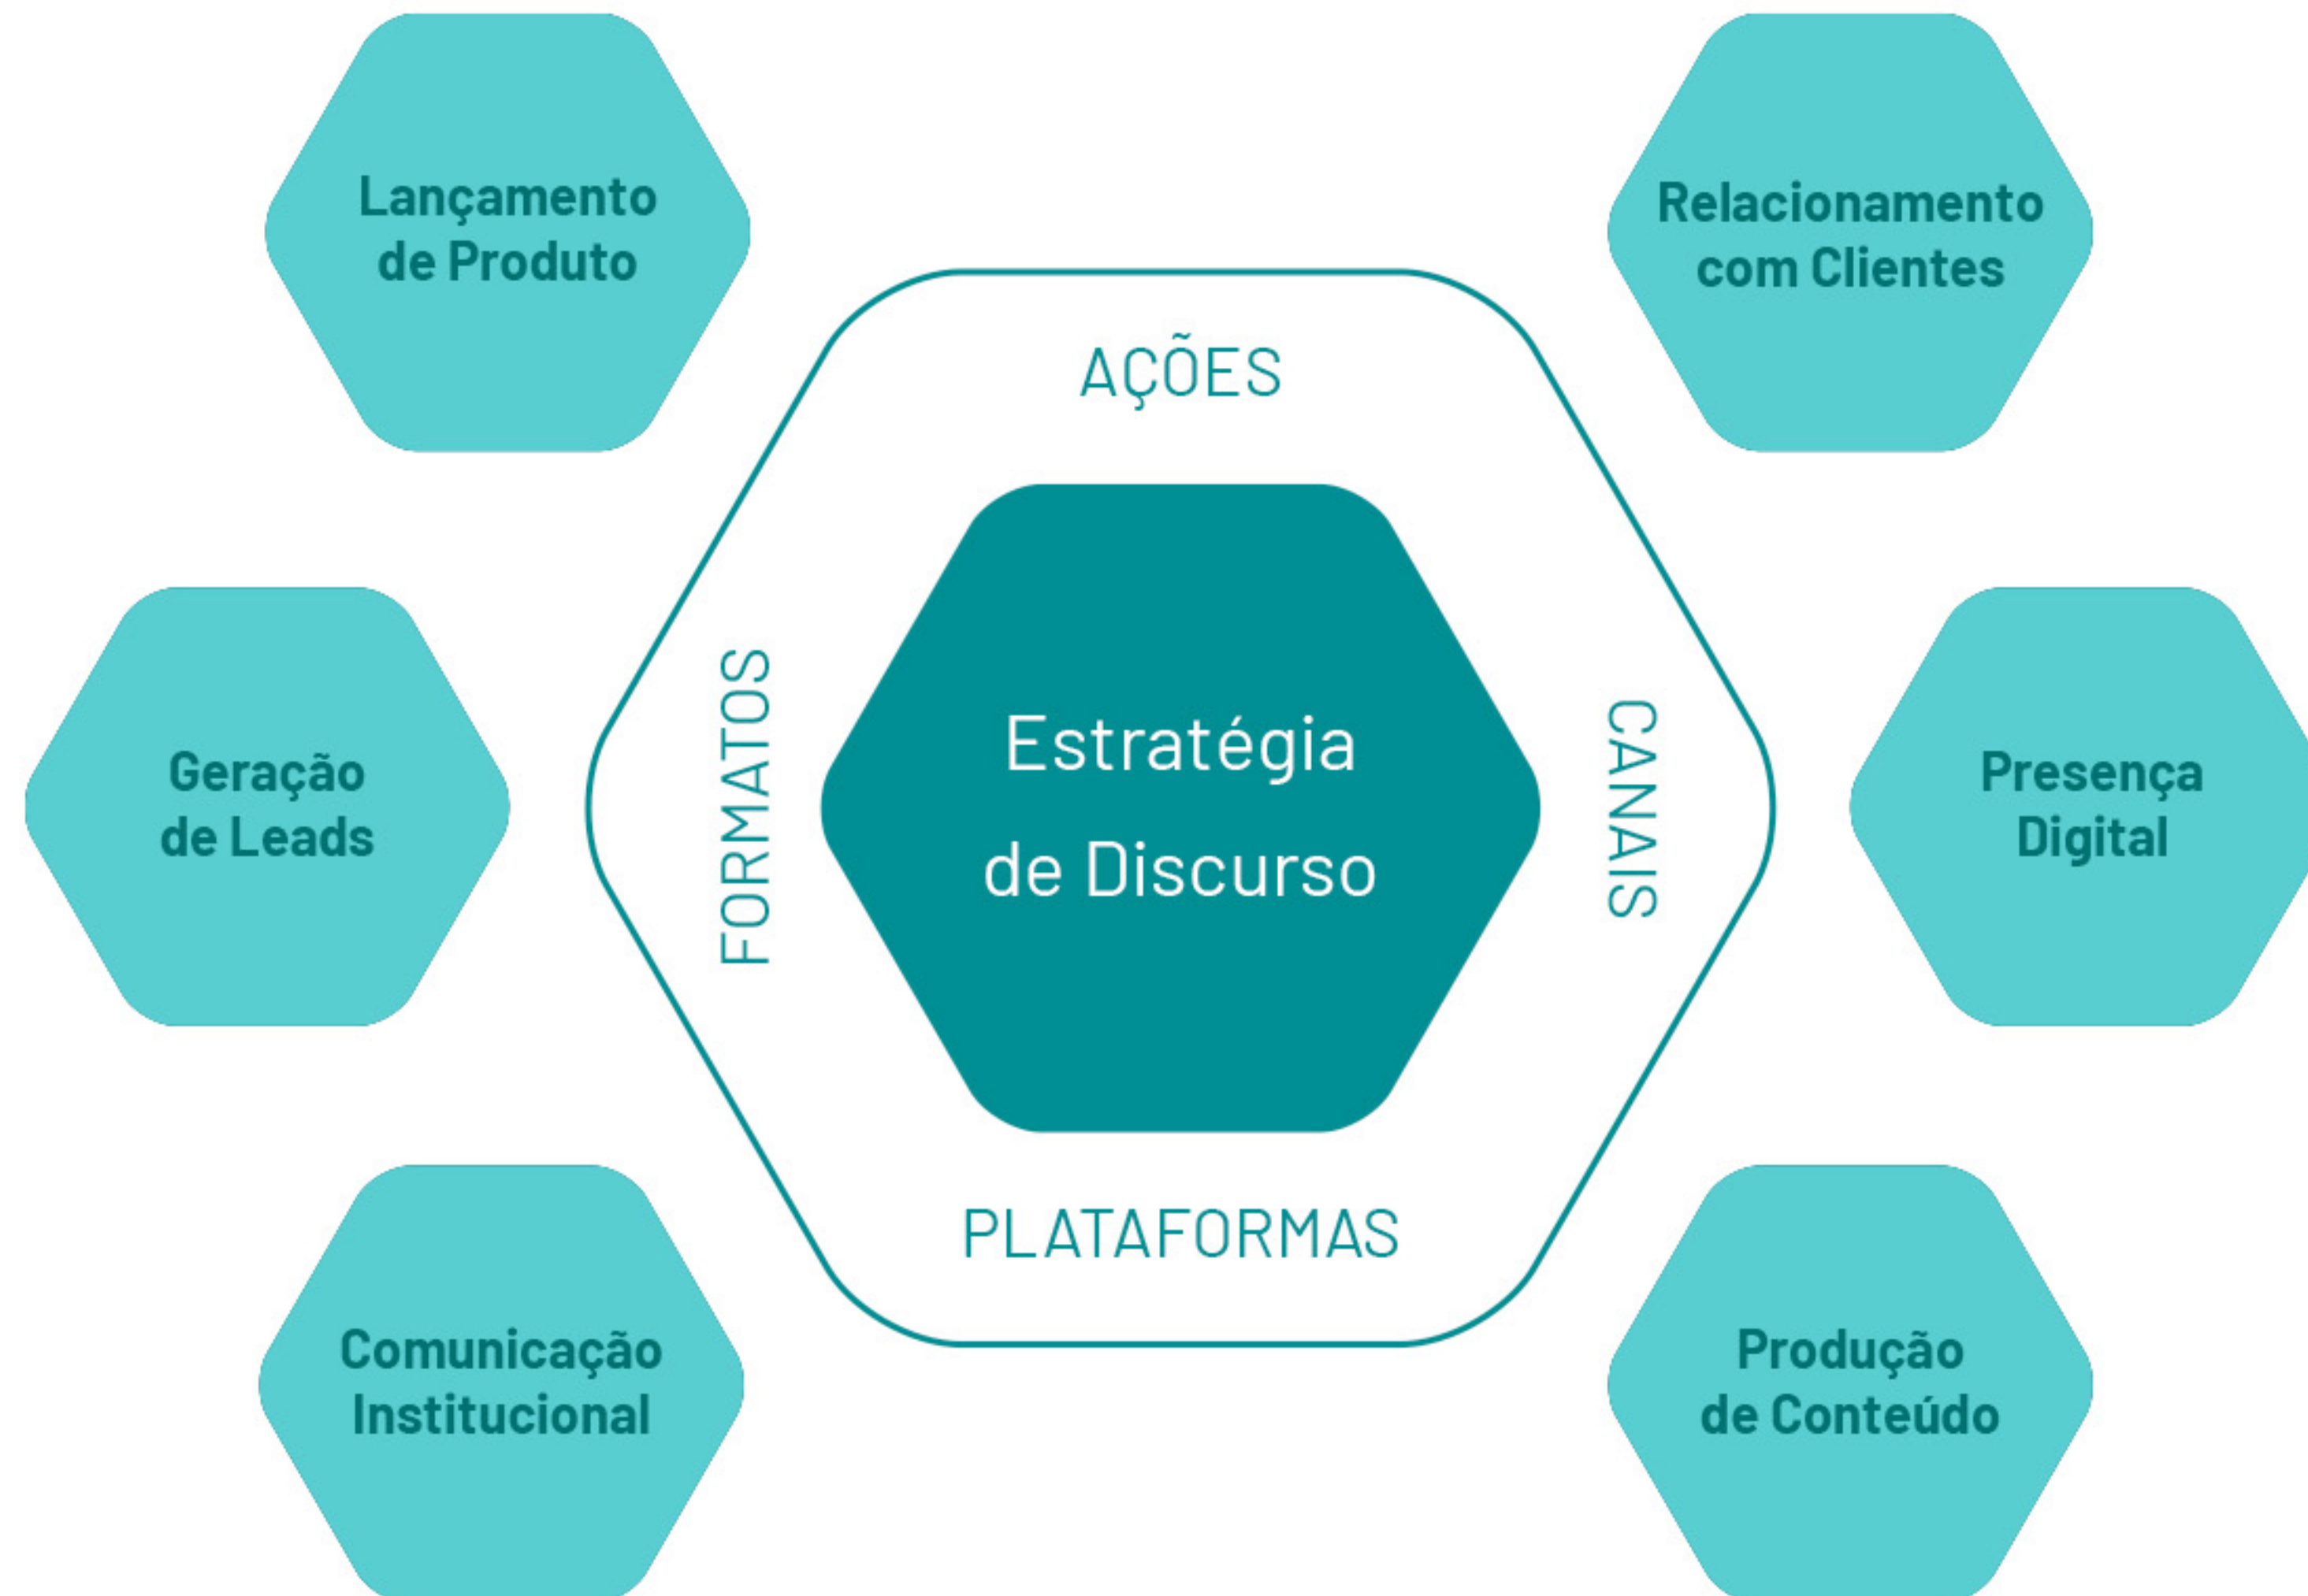 Lançamento
de Produto
Relacionamento
com Clientes
AÇÕES
FORMATOS
Estratégia
de Discurso
CANAIS
Geração
de Leads
Presença
Digital
PLATAFORMAS
Comunicação
Institucional
Produção
de Conteúdo